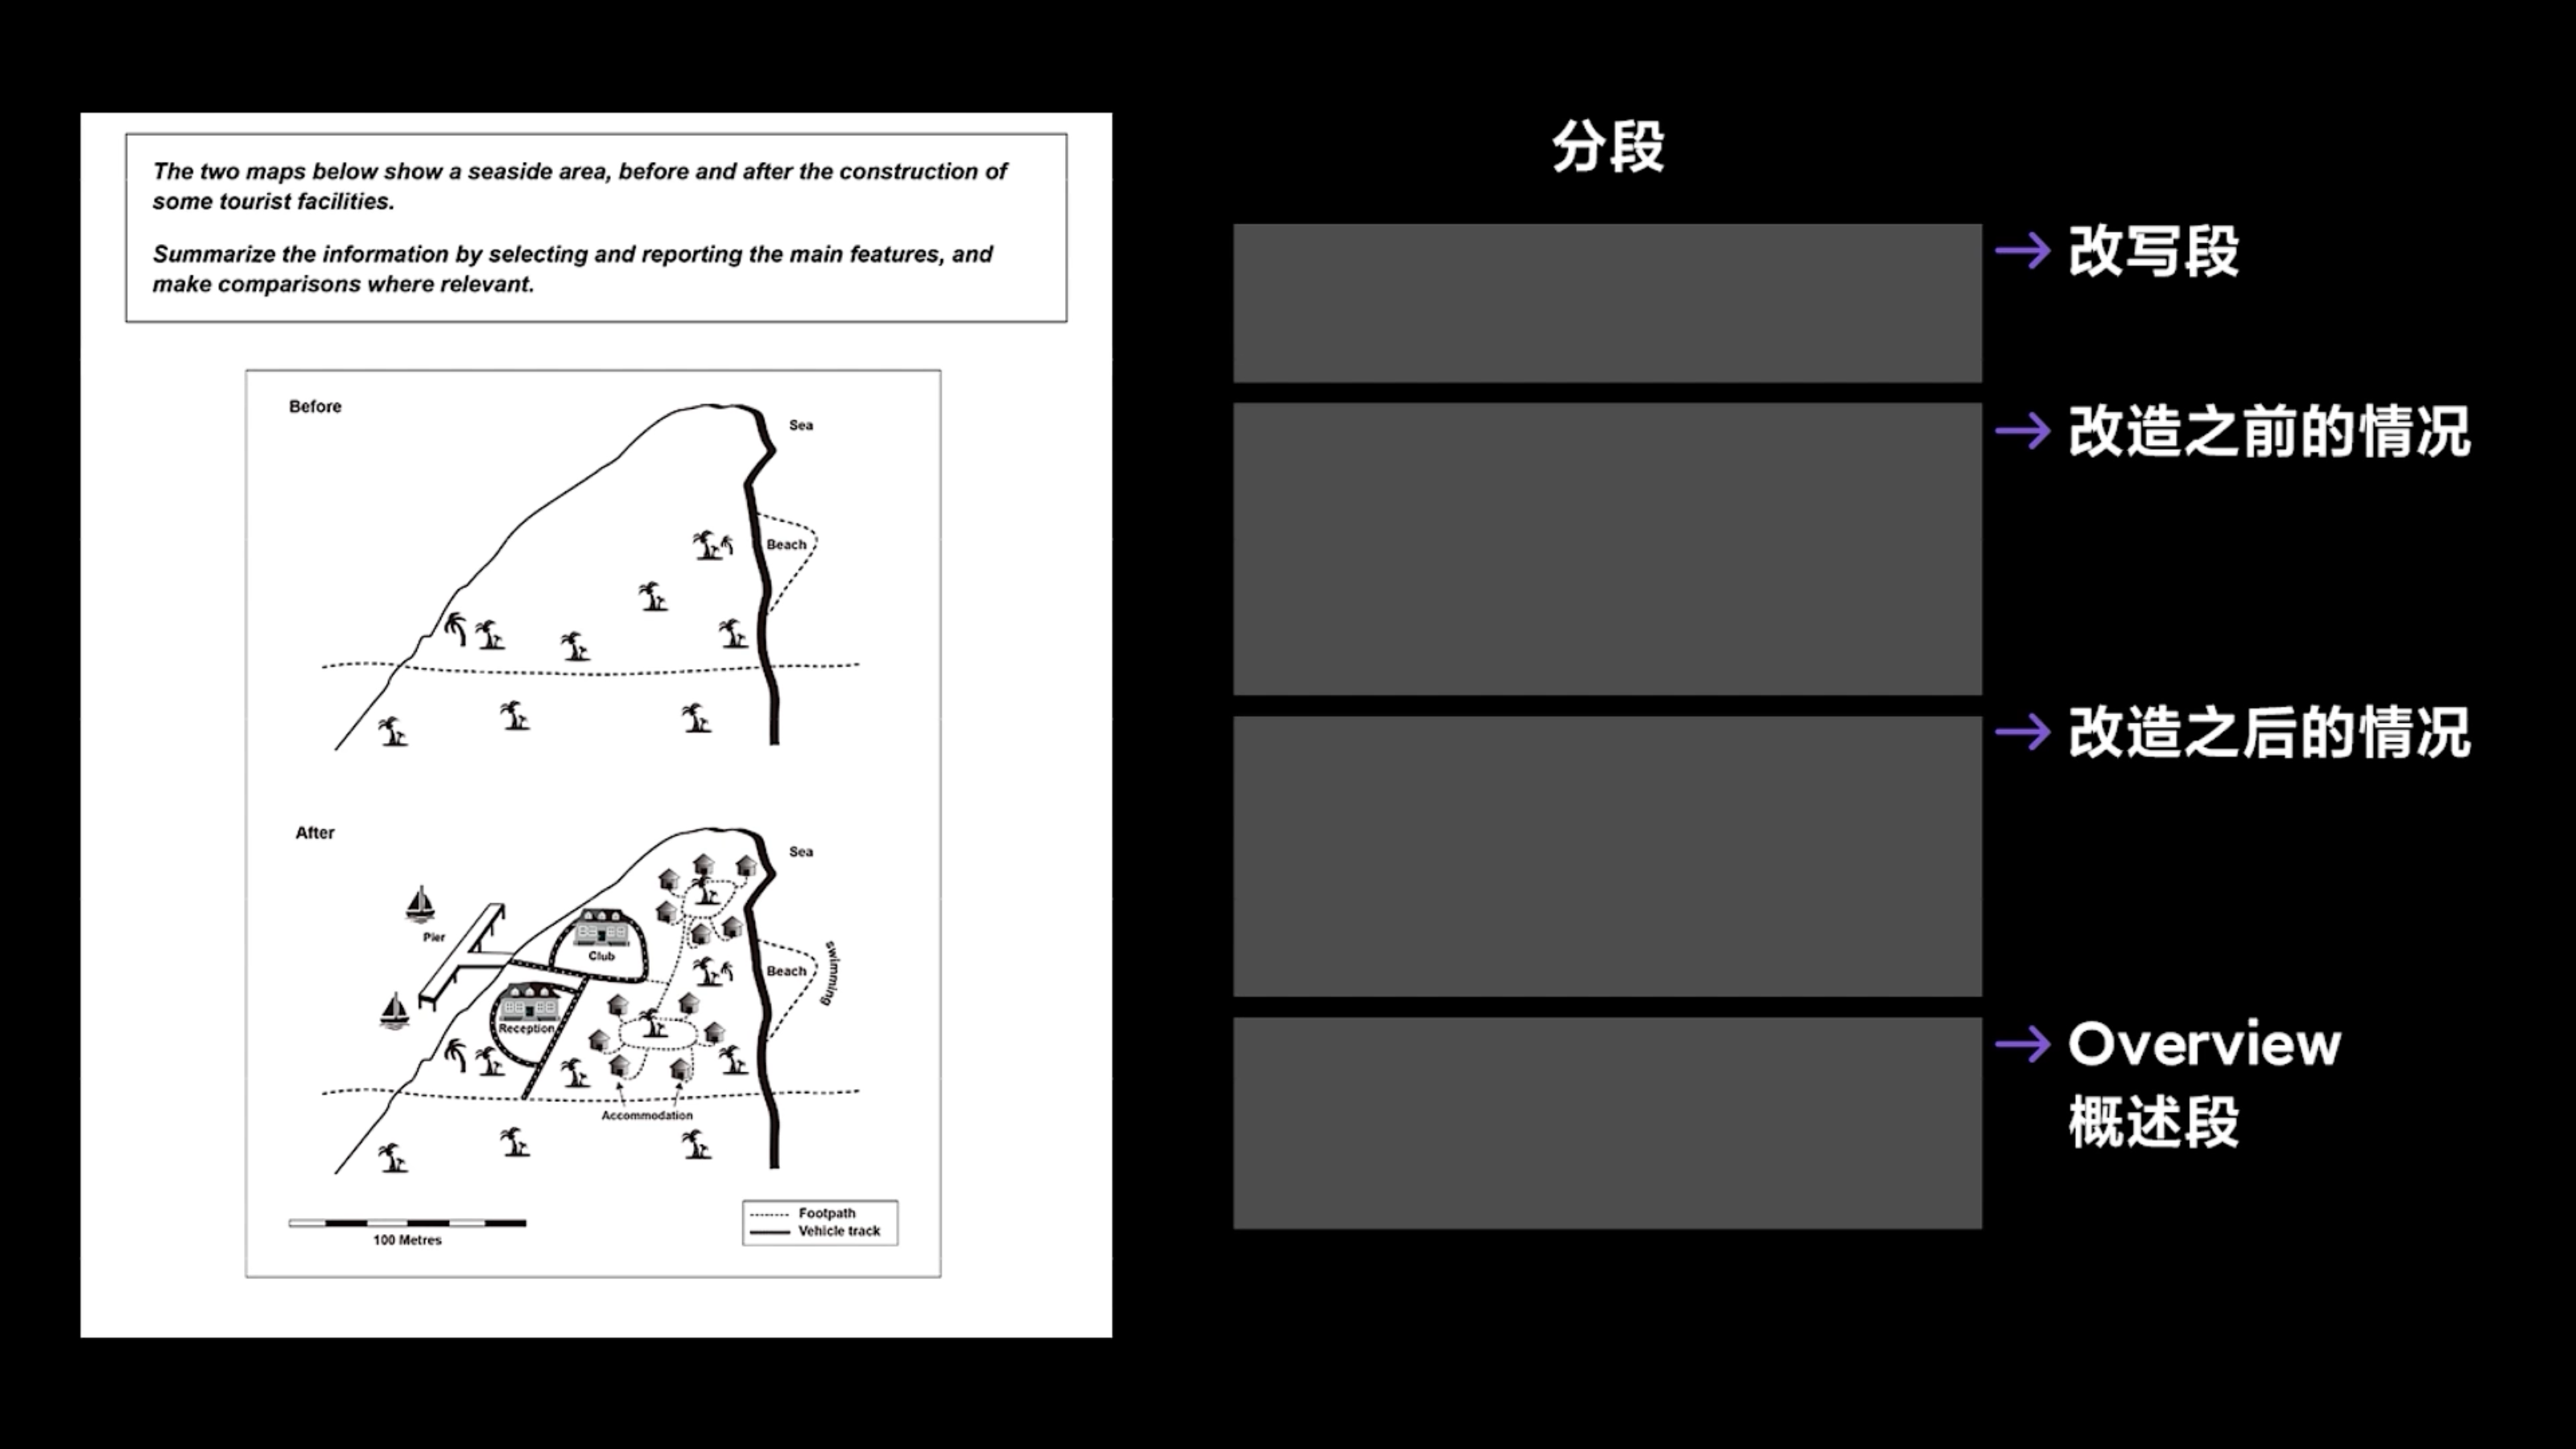 The two maps below show a seaside area, before and after the construction of
some tourist facilities.
Summarize the information by selecting and reporting the main features, and
make comparisons where relevant.
Before
Sea
Beach
After
Sea
Pier
Club
Beach
swimming
Reception
Accommodation
Footpath
Vehicle track
100 Metres
分段
改写段
改造之前的情况
改造之后的情况
Overview
概述段